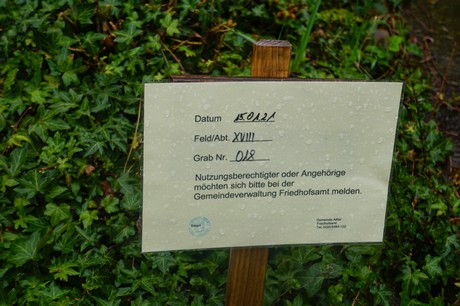 Datum 15.01.21
Feld/Abt. XVIII
Grab Nr. 018
Nutzungsberechtigter oder Angehörige
möchten sich bitte bei der
Gemeindeverwaltung Friedhofsamt melden.